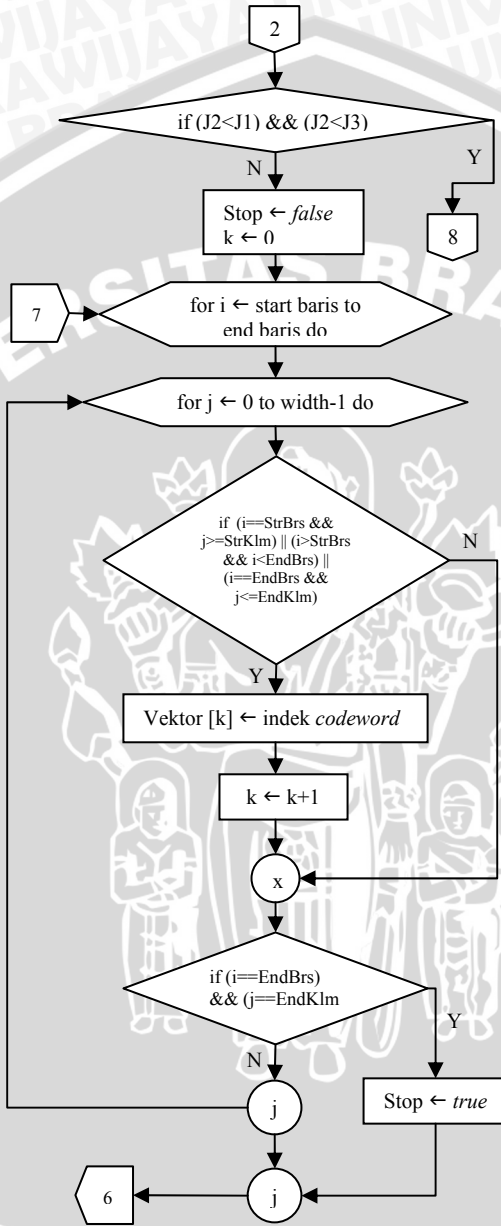 2
if (J2<J1) && (J2<J3)
Y
N
Stop ← false
k ← 0
8
7
for i ← start baris to
end baris do
for j ← 0 to width-1 do
if (i==StrBrs &&
j>=StrKlm) || (i>StrBrs
&& i<EndBrs) ||
(i==EndBrs &&
j<=EndKlm)
N
Y
Vektor [k] ← indek codeword
k ← k+1
x
if (i==EndBrs)
&& (j==EndKlm
Y
N
Stop ← true
j
j
6